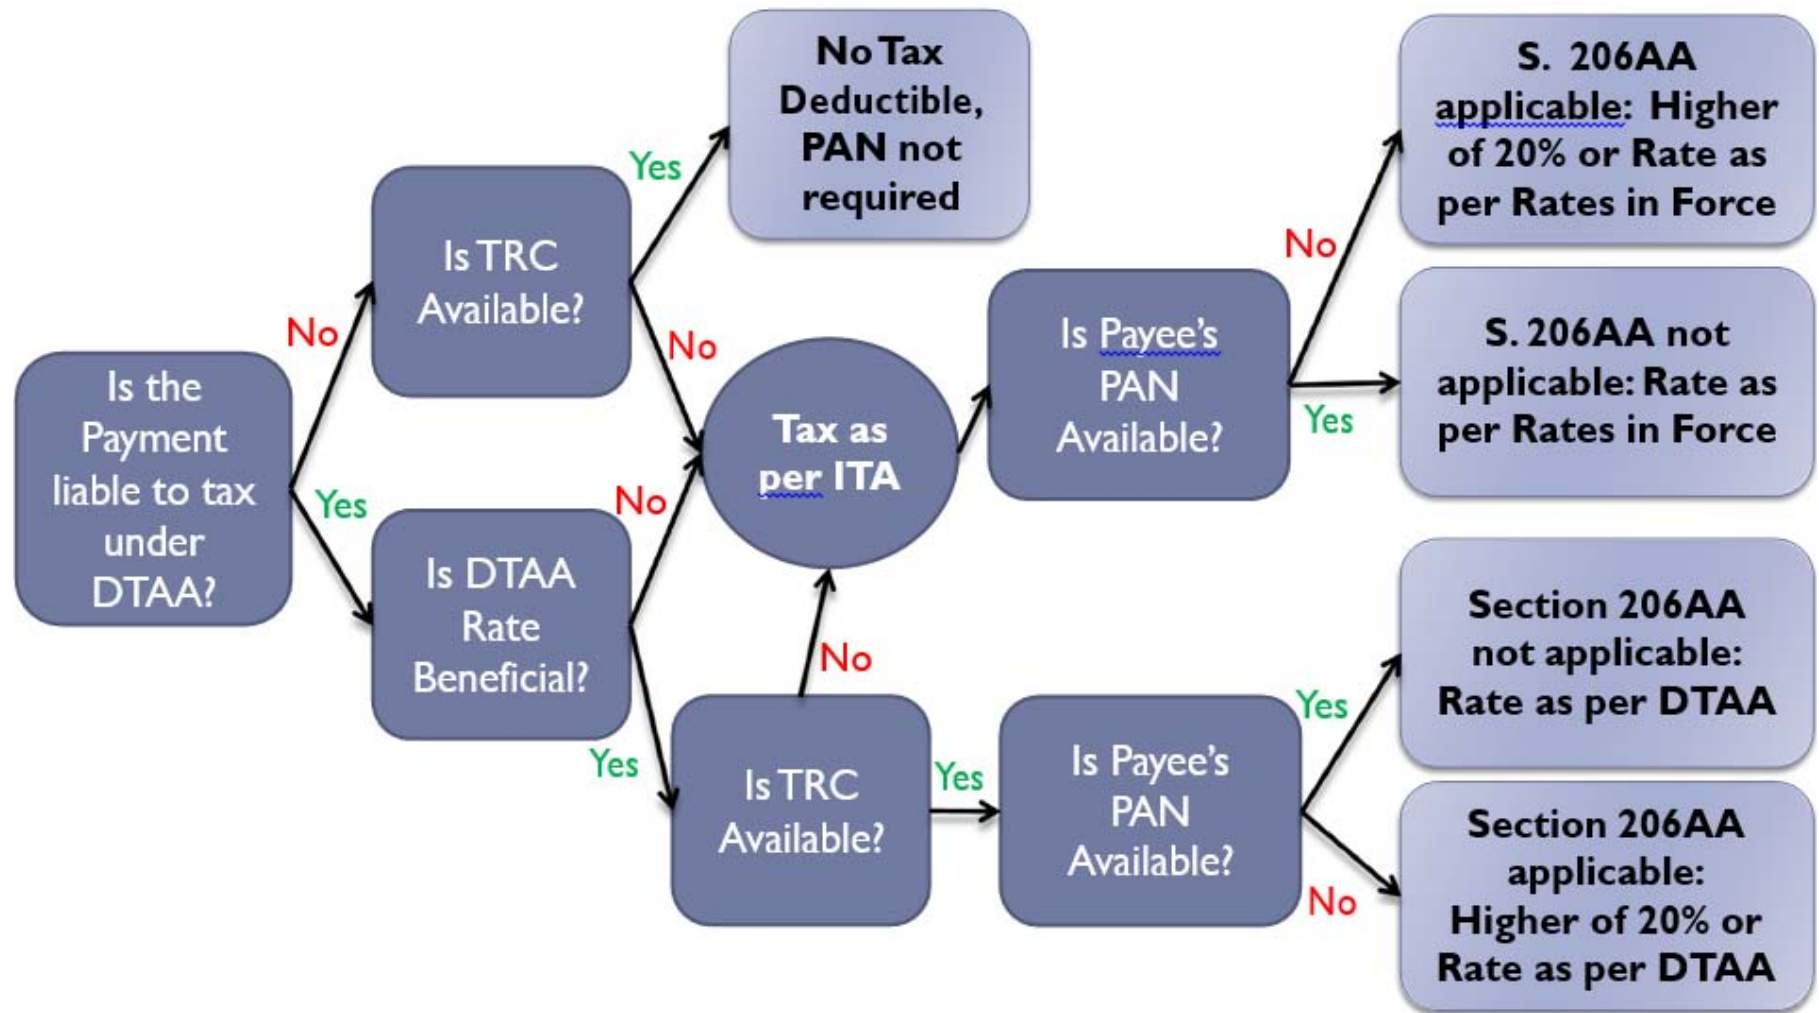 Is the
Payment
liable to tax
under
DTAA?
No
Yes
Is TRC
Available?
Yes
No
No Tax
Deductible,
PAN not
required
Is DTAA
Rate
Beneficial?
No
Yes
Tax as
per ITA
Is TRC
Available?
No
Yes
Is Payee's
PAN
Available?
No
Yes
S. 206AA
applicable: Higher
of 20% or Rate as
per Rates in Force
S. 206AA not
applicable: Rate as
per Rates in Force
Is Payee's
PAN
Available?
Yes
No
Section 206AA
not applicable:
Rate as per DTAA
Section 206AA
applicable:
Higher of 20% or
Rate as per DTAA